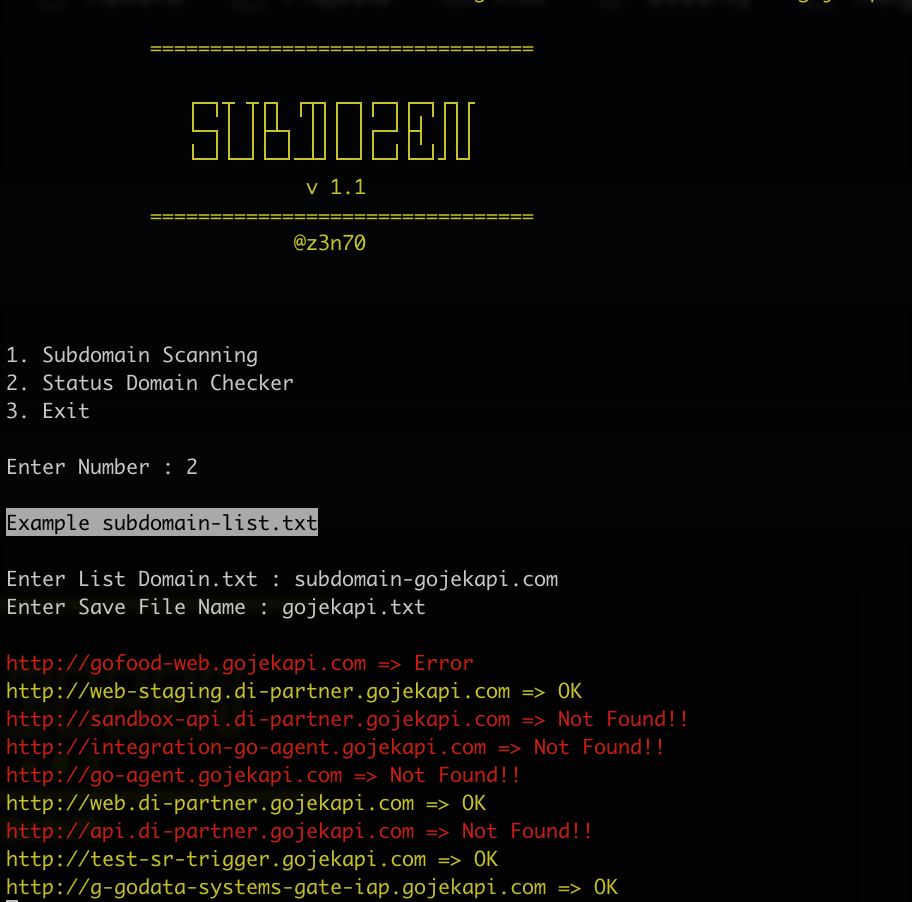 ================================
SUBDOZEN
v 1.1
================================
@z3n70
1. Subdomain Scanning
2. Status Domain Checker
3. Exit
Enter Number : 2
Example subdomain-list.txt
Enter List Domain.txt : subdomain-gojekapi.com
Enter Save File Name : gojekapi.txt
http://gofood-web.gojekapi.com => Error
http://web-staging.di-partner.gojekapi.com => OK
http://sandbox-api.di-partner.gojekapi.com => Not Found!!
http://integration-go-agent.gojekapi.com => Not Found!!
http://go-agent.gojekapi.com => Not Found!!
http://web.di-partner.gojekapi.com => OK
http://api.di-partner.gojekapi.com => Not Found!!
http://test-sr-trigger.gojekapi.com => OK
http://g-godata-systems-gate-iap.gojekapi.com => OK